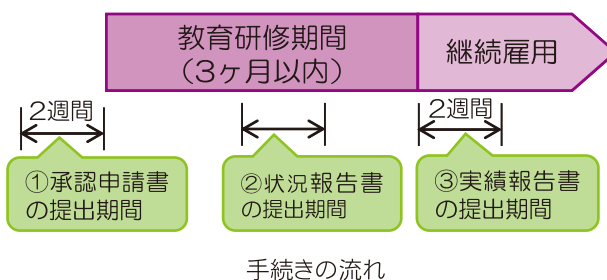 教育研修期間
（3ヶ月以内）
継続雇用
2週間
2週間
①承認申請書
の提出期間
②状況報告書
の提出期間
③実績報告書
の提出期間
手続きの流れ